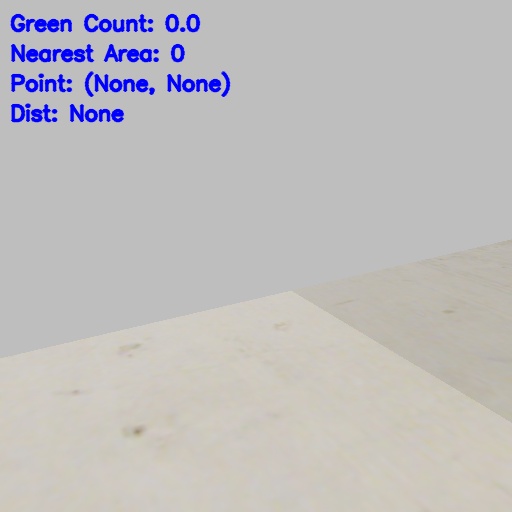 Green Count: 0.0
Nearest Area: 0
Point: (None, None)
Dist: None